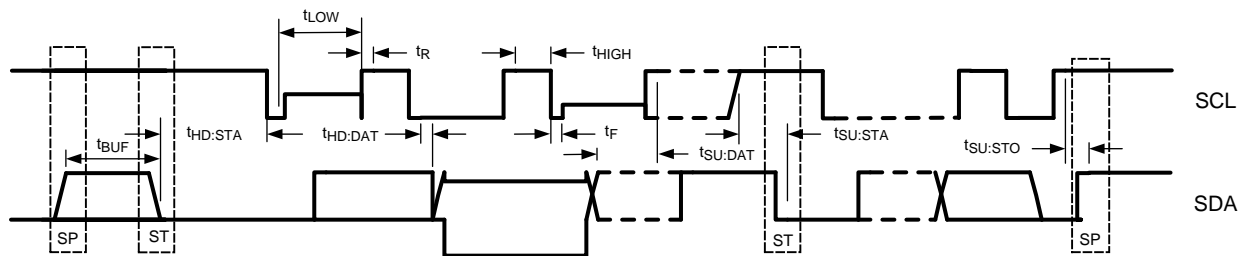 tLOW
tR
tHIGH
SCL
tHD:STA
tHD:DAT
tF
tSU:STA
tBUF
tSU:DAT
tSU:STO
SDA
SP
ST
ST
SP